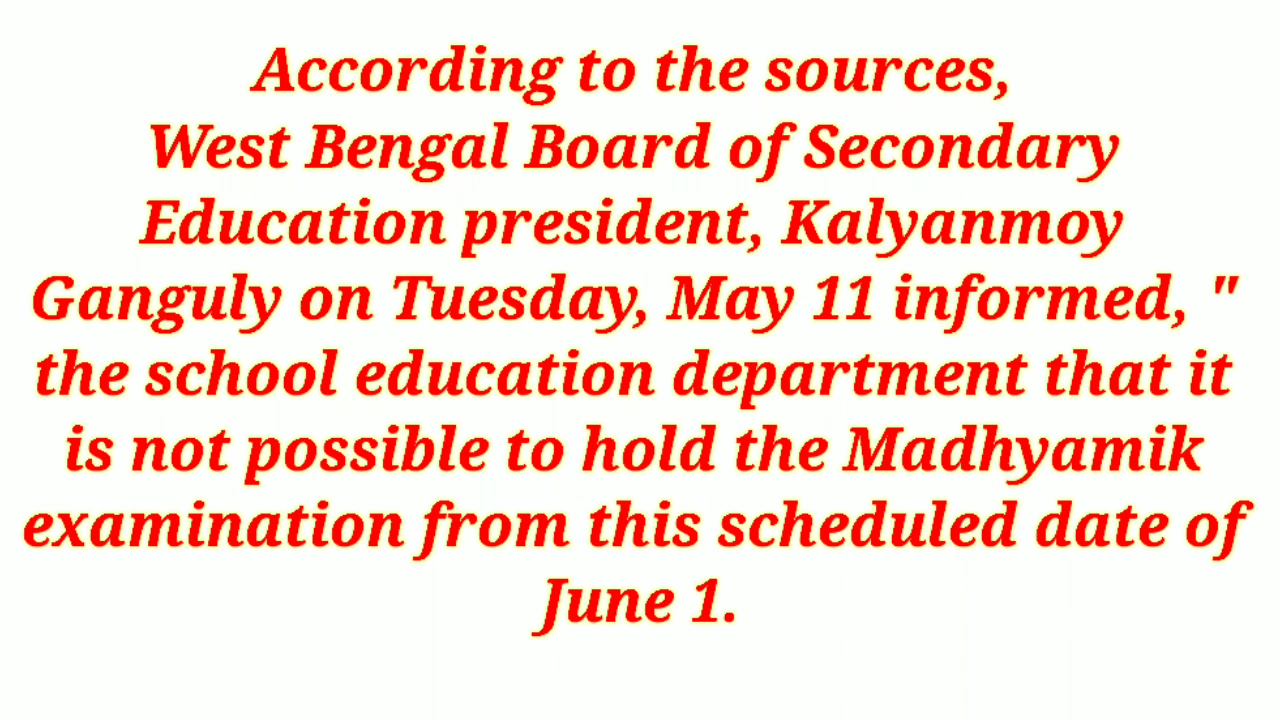 According to the sources,
West Bengal Board of Secondary
Education president, Kalyanmoy
Ganguly on Tuesday, May 11 informed, "
the school education department that it
is not possible to hold the Madhyamik
examination from this scheduled date of
June 1.